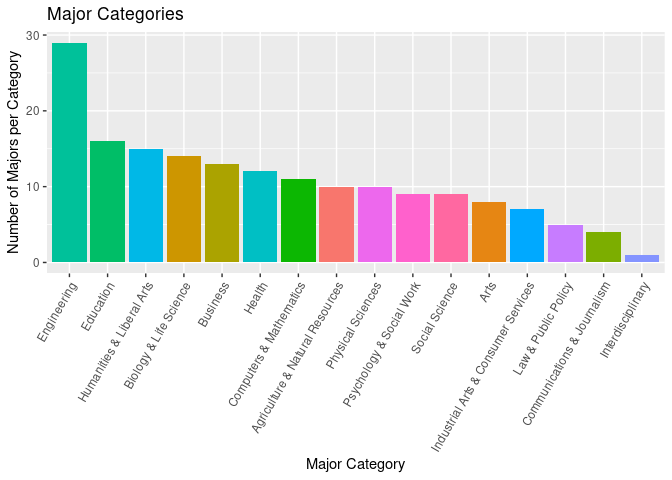 Major Categories
Number of Majors per Category
30
20
10
0
Engineering
Education
Humanities & Liberal Arts
Biology & Life Science
Business
Health
Computers & Mathematics
Agriculture & Natural Resources
Physical Sciences
Psychology & Social Work
Social Science
Arts
Industrial Arts & Consumer Services
Law & Public Policy
Communications & Journalism
Interdisciplinary
Major Category